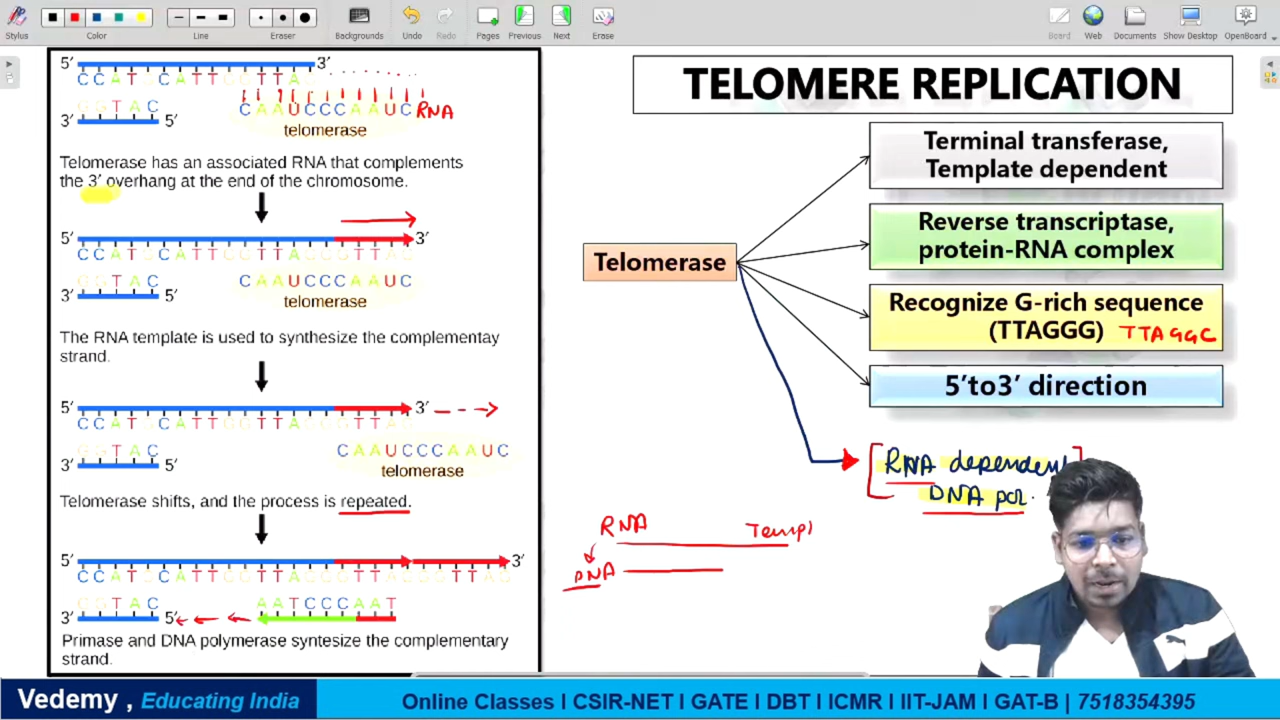 Stylus
Color
Line
Eraser
Backgrounds
Undo
Redo
Pages
Previous
Next
Erase
Board
Web
Documents
Show Desktop
OpenBoard
5′ 3′
G G T A C
C A A U C C C A A U C RNA
3′ 5′
telomerase
Telomerase has an associated RNA that complements
the 3′ overhang at the end of the chromosome.
5′ 3′
G G T A C
C A A U C C C A A U C
3′ 5′
telomerase
The RNA template is used to synthesize the complementay
strand.
5′ 3′
G G T A C
C A A U C C C A A U C
3′ 5′
telomerase
Telomerase shifts, and the process is repeated.
5′ 3′
G G T A C
A A T C C C A A T
3′ 5′
Primase and DNA polymerase syntesize the complementary
strand.
TELOMERE REPLICATION
Telomerase
Terminal transferase,
Template dependent
Reverse transcriptase,
protein-RNA complex
Recognize G-rich sequence
(TTAGGG) TTAGGC
5’to3’ direction
RNA dependent
DNA pol.
RNA Templ
DNA
Vedemy , Educating India
Online Classes I CSIR-NET I GATE I DBT I ICMR I IIT-JAM I GAT-B I 7518354395